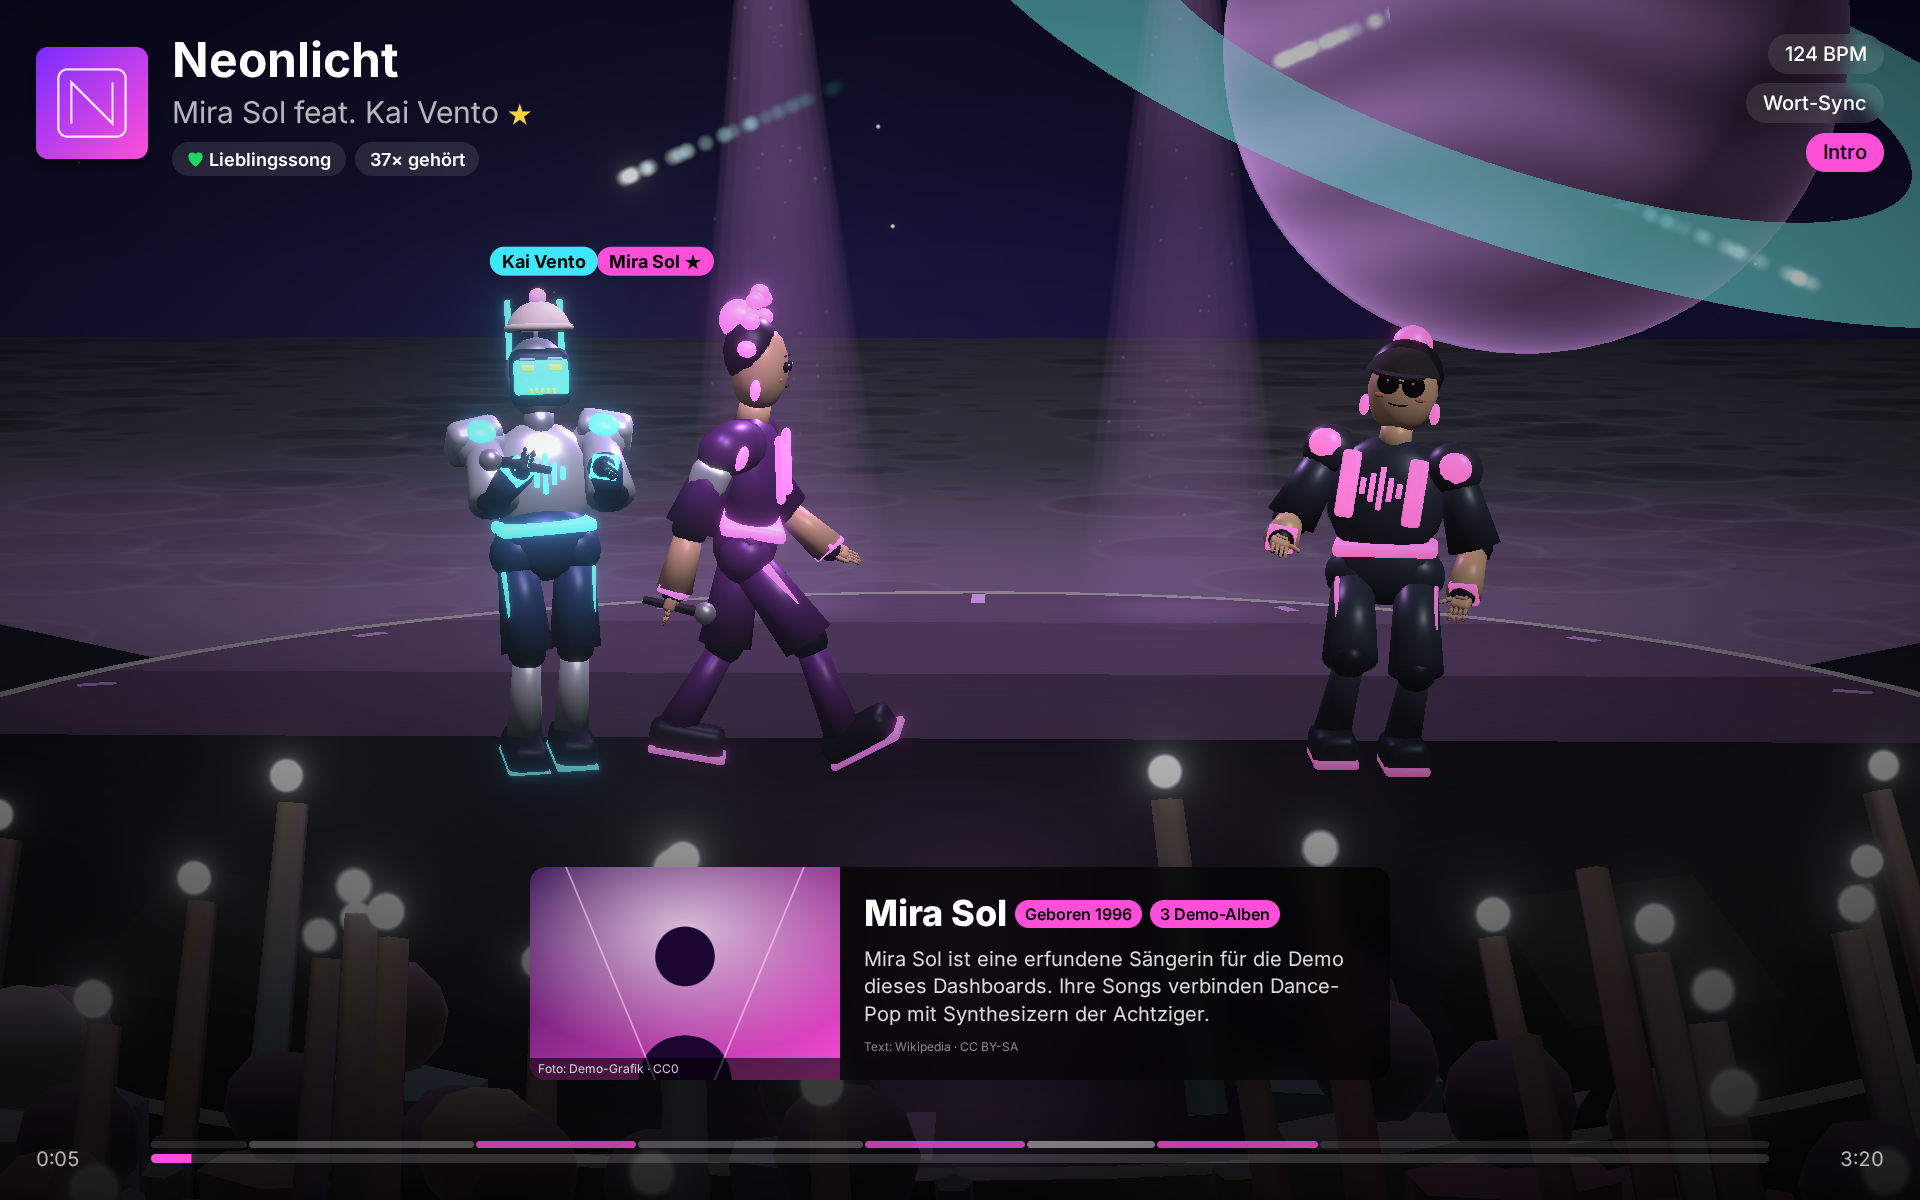 N
Neonlicht
Mira Sol feat. Kai Vento ★
Lieblingssong
37× gehört
124 BPM
Wort-Sync
Intro
Kai Vento
Mira Sol ★
Mira Sol
Geboren 1996
3 Demo-Alben
Mira Sol ist eine erfundene Sängerin für die Demo
dieses Dashboards. Ihre Songs verbinden Dance-
Pop mit Synthesizern der Achtziger.
Text: Wikipedia · CC BY-SA
Foto: Demo-Grafik · CC0
0:05
3:20